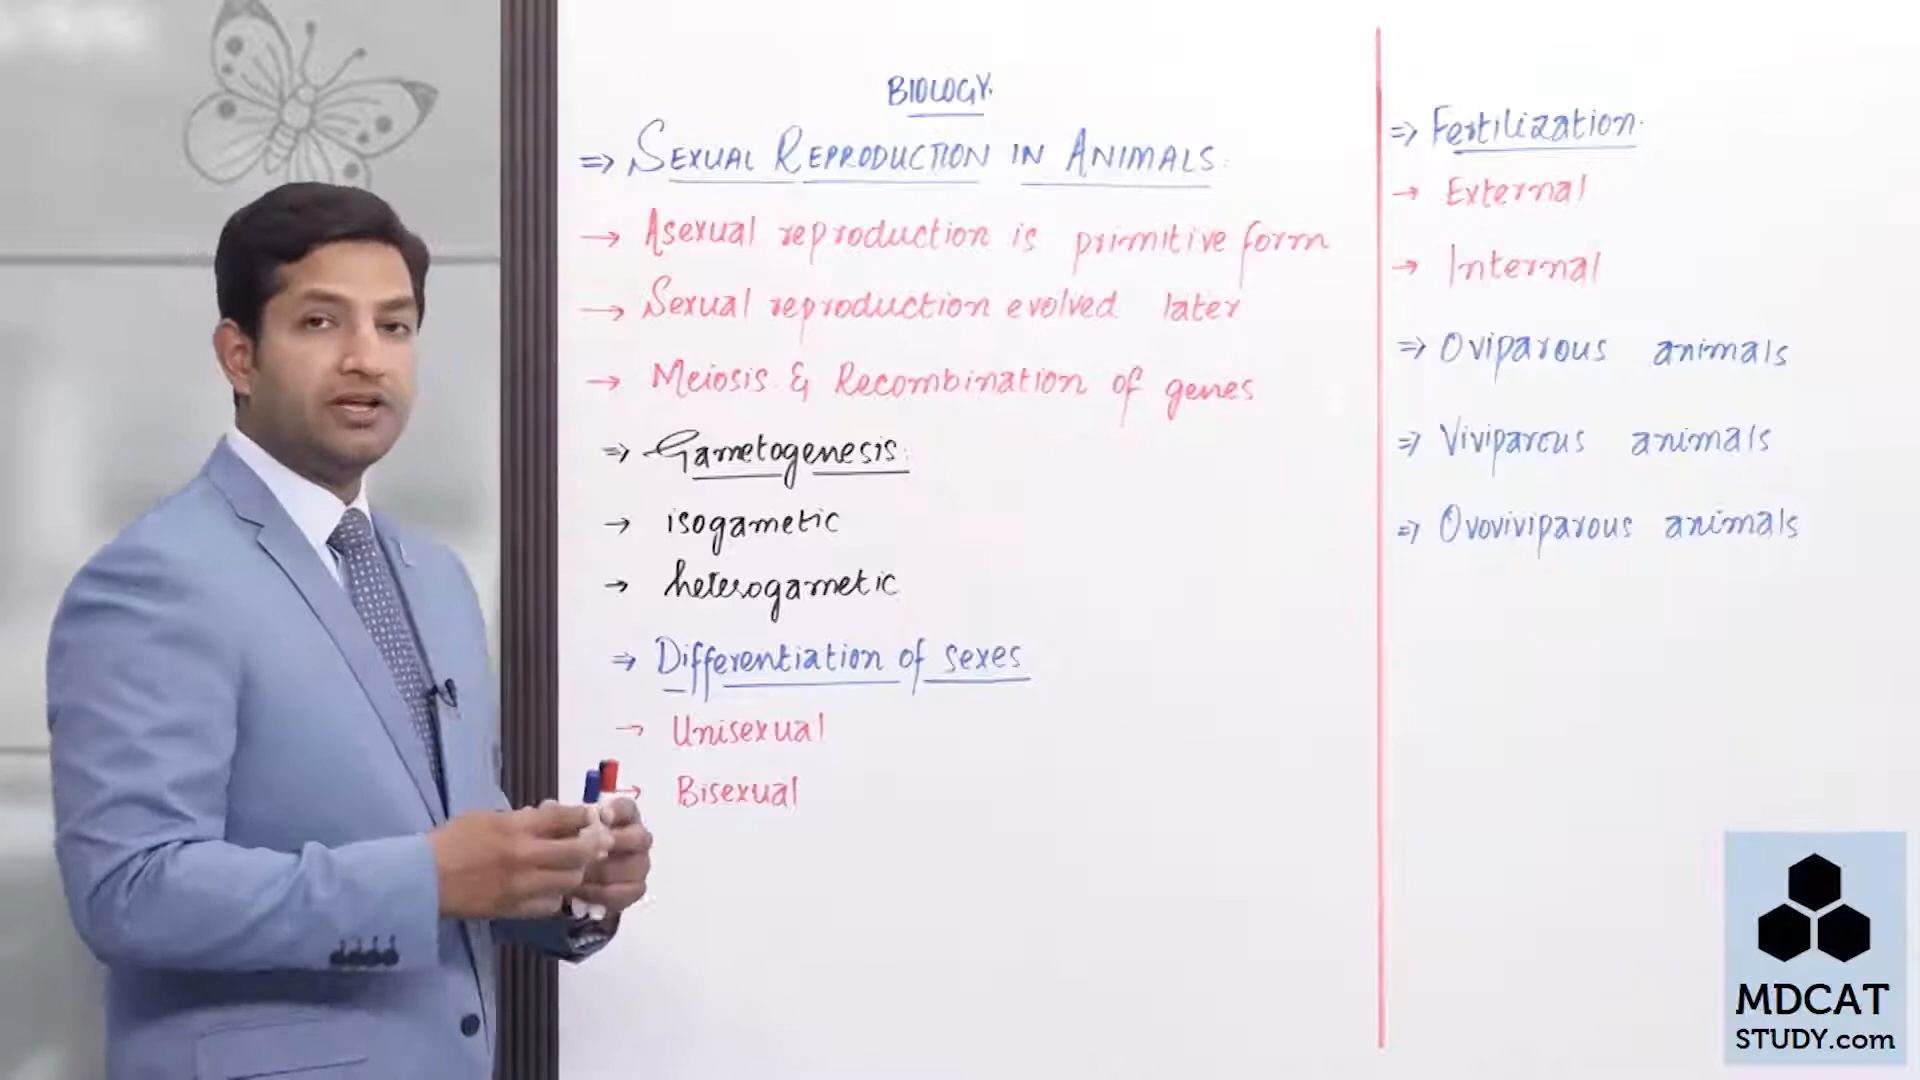 BIOLOGY.
⇒ SEXUAL REPRODUCTION IN ANIMALS.
→ Asexual reproduction is primitive form
→ Sexual reproduction evolved later
→ Meiosis & Recombination of genes
⇒ Gametogenesis.
→ isogametic
→ heterogametic
⇒ Differentiation of sexes
→ Unisexual
→ Bisexual
⇒ Fertilization.
→ External
→ Internal
⇒ Oviparous animals
⇒ Viviparous animals
⇒ Ovoviviparous animals
MDCAT
STUDY.com